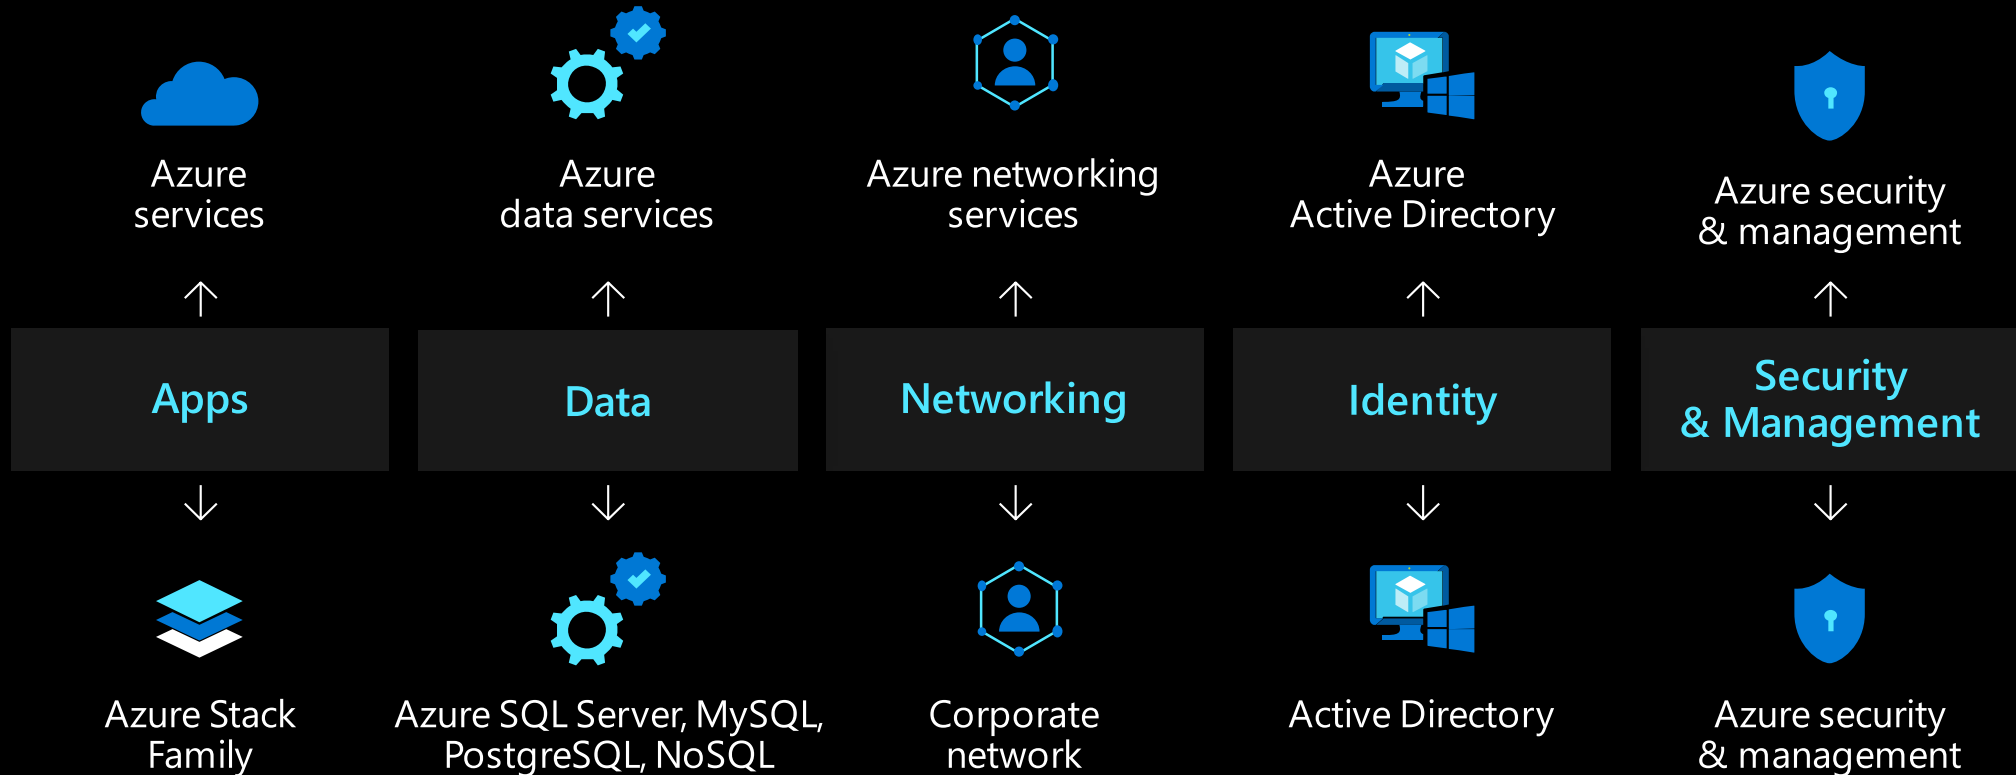 Azure
services
Azure
data services
Azure networking
services
Azure
Active Directory
Azure security
& management
Apps
Data
Networking
Identity
Security
& Management
Azure Stack
Family
Azure SQL Server, MySQL,
PostgreSQL, NoSQL
Corporate
network
Active Directory
Azure security
& management